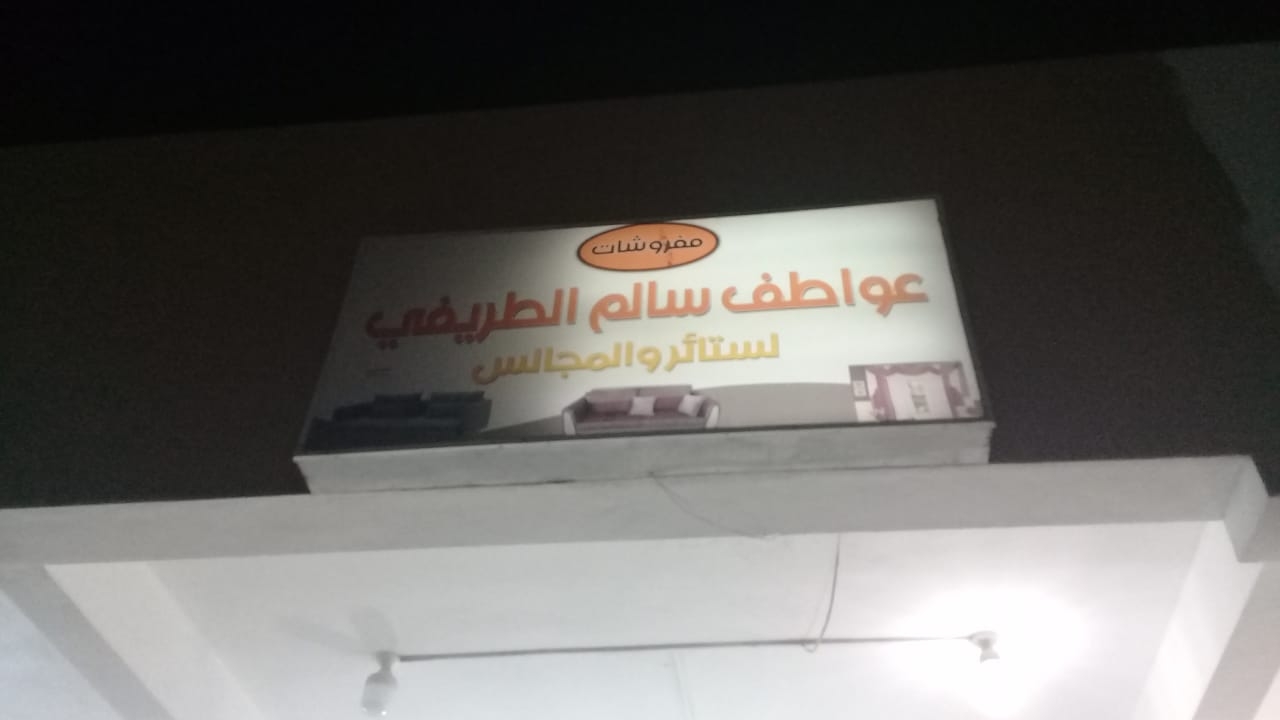 مفروشات
عواطف سالم الطريفي
لستائر والمجالس